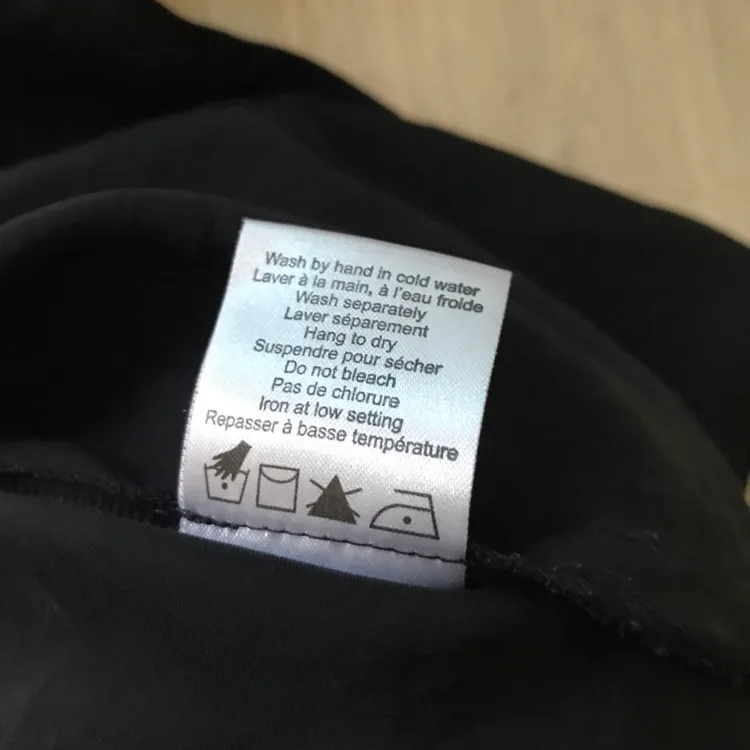 Wash by hand in cold water
Laver à la main, à l'eau froide
Wash separately
Laver séparement
Hang to dry
Suspendre pour sécher
Do not bleach
Pas de chlorure
Iron at low setting
Repasser à basse température